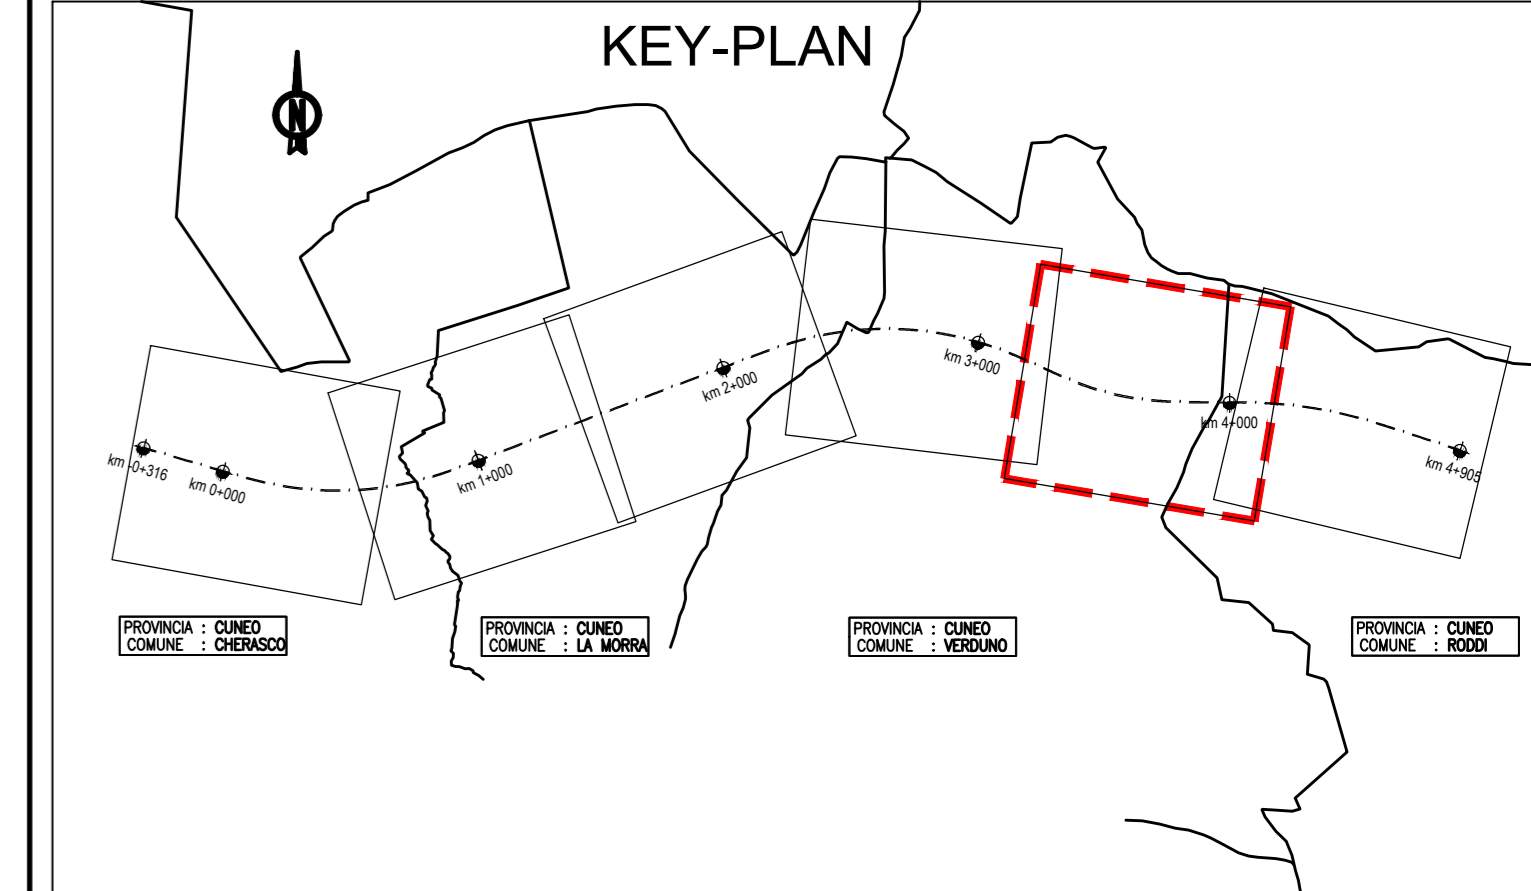 KEY-PLAN
N
km 3+000
km 2+000
km 4+000
km -0+316
km 0+000
km 1+000
km 4+905
PROVINCIA : CUNEO
COMUNE : CHERASCO
PROVINCIA : CUNEO
COMUNE : LA MORRA
PROVINCIA : CUNEO
COMUNE : VERDUNO
PROVINCIA : CUNEO
COMUNE : RODDI